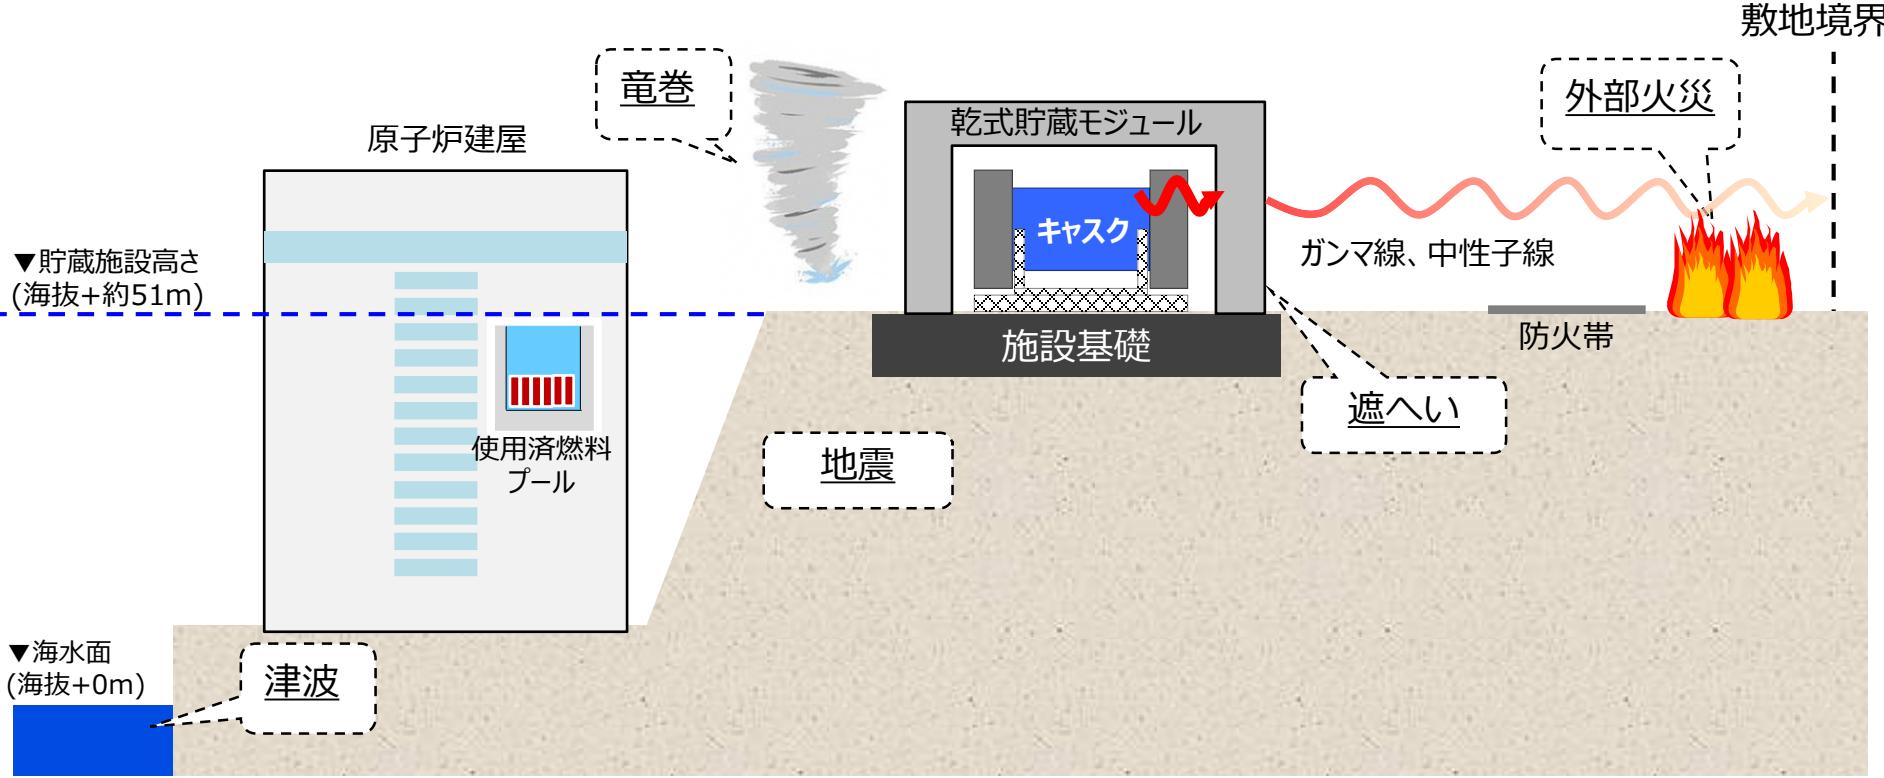 敷地境界
竜巻
外部火災
原子炉建屋
乾式貯蔵モジュール
キャスク
▼貯蔵施設高さ
(海抜+約51m)
ガンマ線、中性子線
防火帯
施設基礎
遮へい
使用済燃料
プール
地震
▼海水面
(海抜+0m)
津波